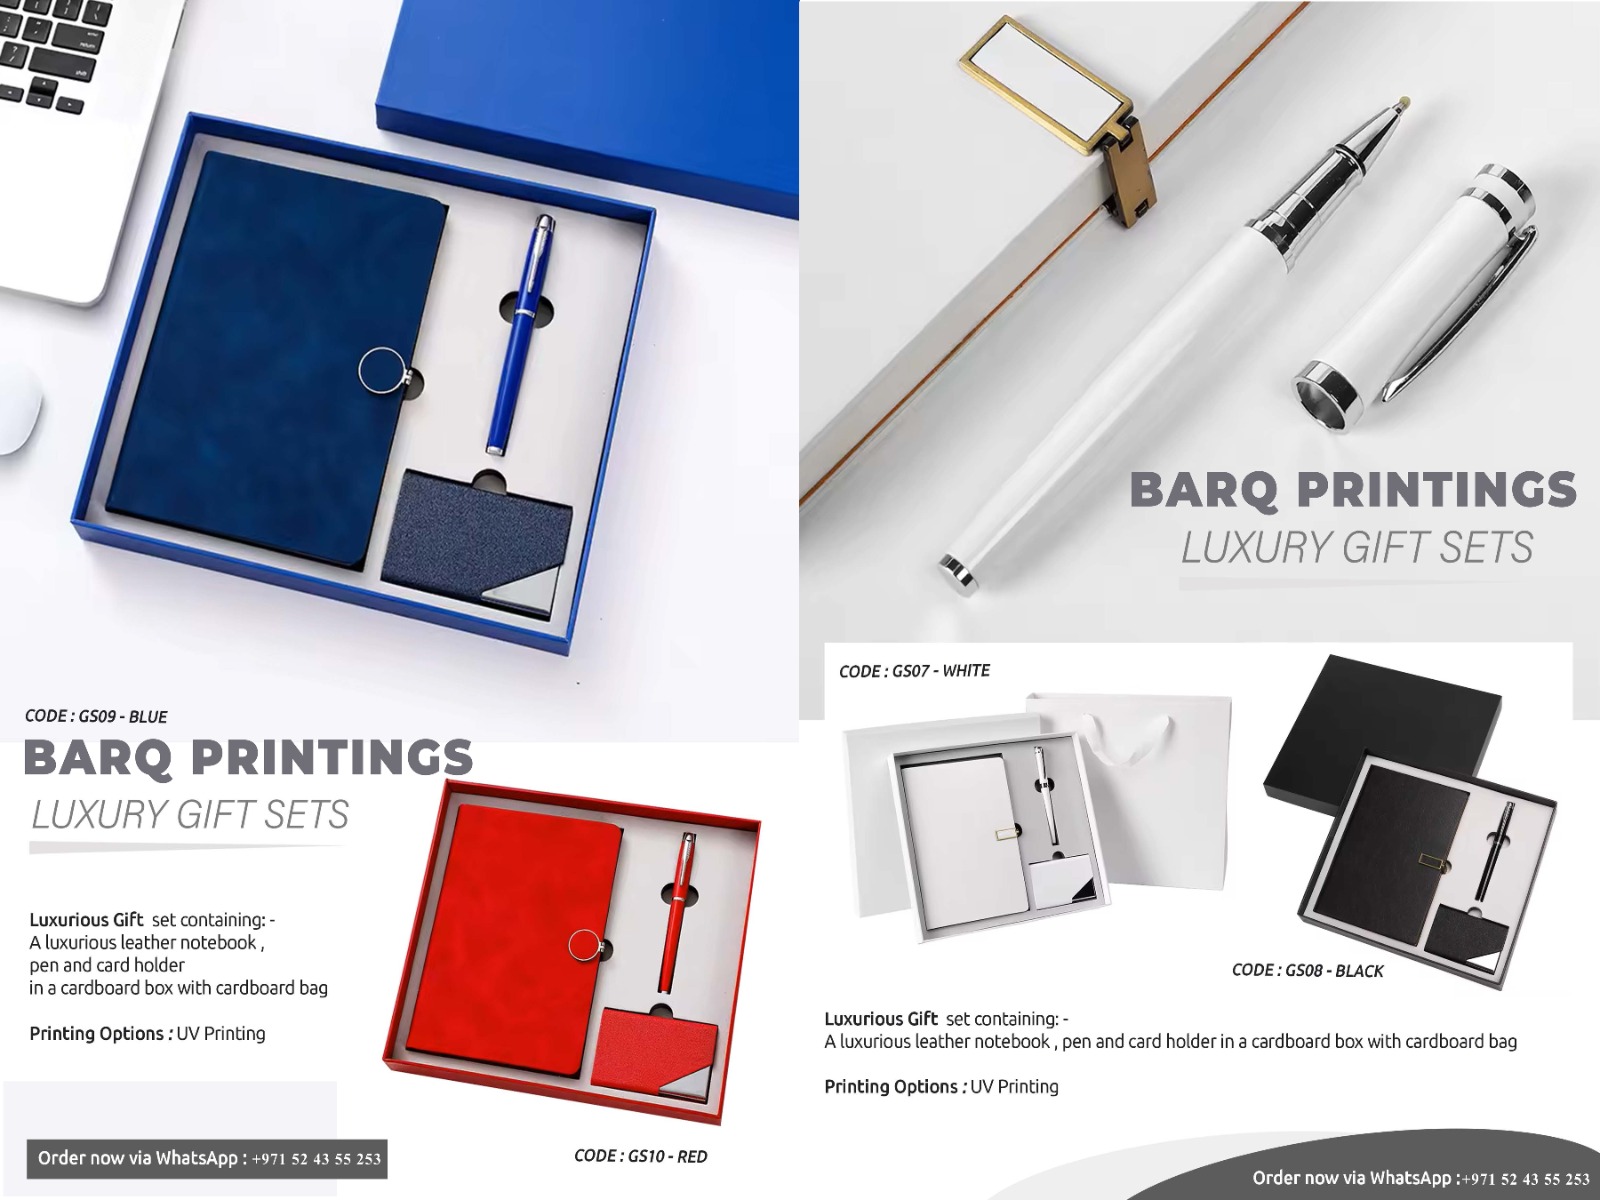 CODE : GS09 - BLUE
BARQ PRINTINGS
LUXURY GIFT SETS
Luxurious Gift set containing: -
A luxurious leather notebook ,
pen and card holder
in a cardboard box with cardboard bag
Printing Options : UV Printing
CODE : GS10 - RED
Order now via WhatsApp : +971 52 43 55 253
BARQ PRINTINGS
LUXURY GIFT SETS
CODE : GS07 - WHITE
CODE : GS08 - BLACK
Luxurious Gift set containing: -
A luxurious leather notebook , pen and card holder in a cardboard box with cardboard bag
Printing Options : UV Printing
Order now via WhatsApp :+971 52 43 55 253